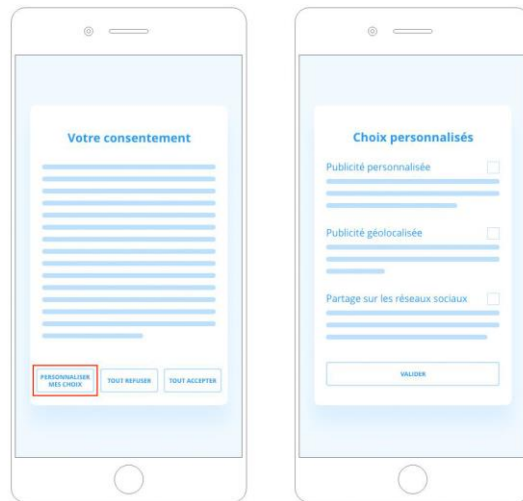 Votre consentement
PERSONNALISER
MES CHOIX
TOUT REFUSER
TOUT ACCEPTER
Choix personnalisés
Publicité personnalisée
Publicité géolocalisée
Partage sur les réseaux sociaux
VALIDER